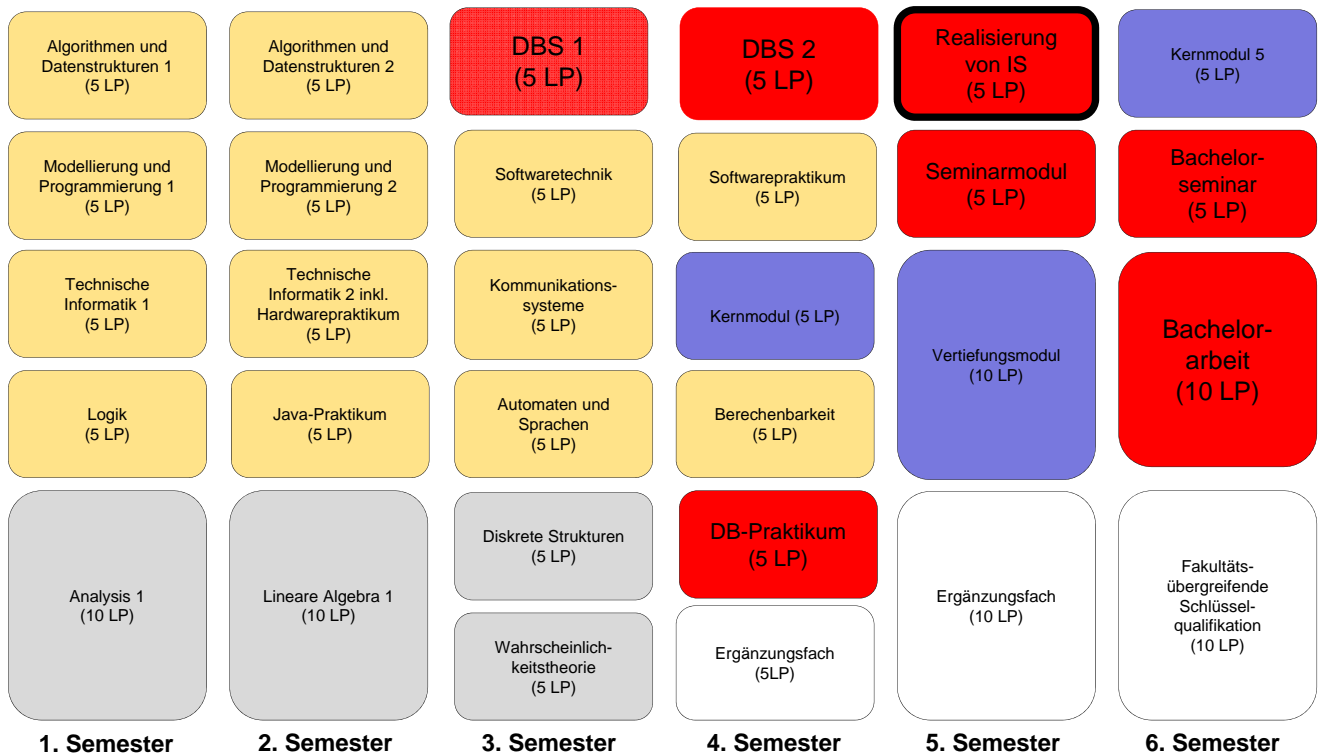 Algorithmen und
Datenstrukturen 1
(5 LP)
Algorithmen und
Datenstrukturen 2
(5 LP)
DBS 1
(5 LP)
DBS 2
(5 LP)
Realisierung
von IS
(5 LP)
Kernmodul 5
(5 LP)
Modellierung und
Programmierung 1
(5 LP)
Modellierung und
Programmierung 2
(5 LP)
Softwaretechnik
(5 LP)
Softwarepraktikum
(5 LP)
Seminarmodul
(5 LP)
Bachelor-
seminar
(5 LP)
Technische
Informatik 1
(5 LP)
Technische
Informatik 2 inkl.
Hardwarepraktikum
(5 LP)
Kommunikations-
systeme
(5 LP)
Kernmodul (5 LP)
Vertiefungsmodul
(10 LP)
Bachelor-
arbeit
(10 LP)
Logik
(5 LP)
Java-Praktikum
(5 LP)
Automaten und
Sprachen
(5 LP)
Berechenbarkeit
(5 LP)
Analysis 1
(10 LP)
Lineare Algebra 1
(10 LP)
Diskrete Strukturen
(5 LP)
DB-Praktikum
(5 LP)
Ergänzungsfach
(10 LP)
Fakultäts-
übergreifende
Schlüssel-
qualifikation
(10 LP)
Wahrscheinlich-
keitstheorie
(5 LP)
Ergänzungsfach
(5LP)
1. Semester
2. Semester
3. Semester
4. Semester
5. Semester
6. Semester